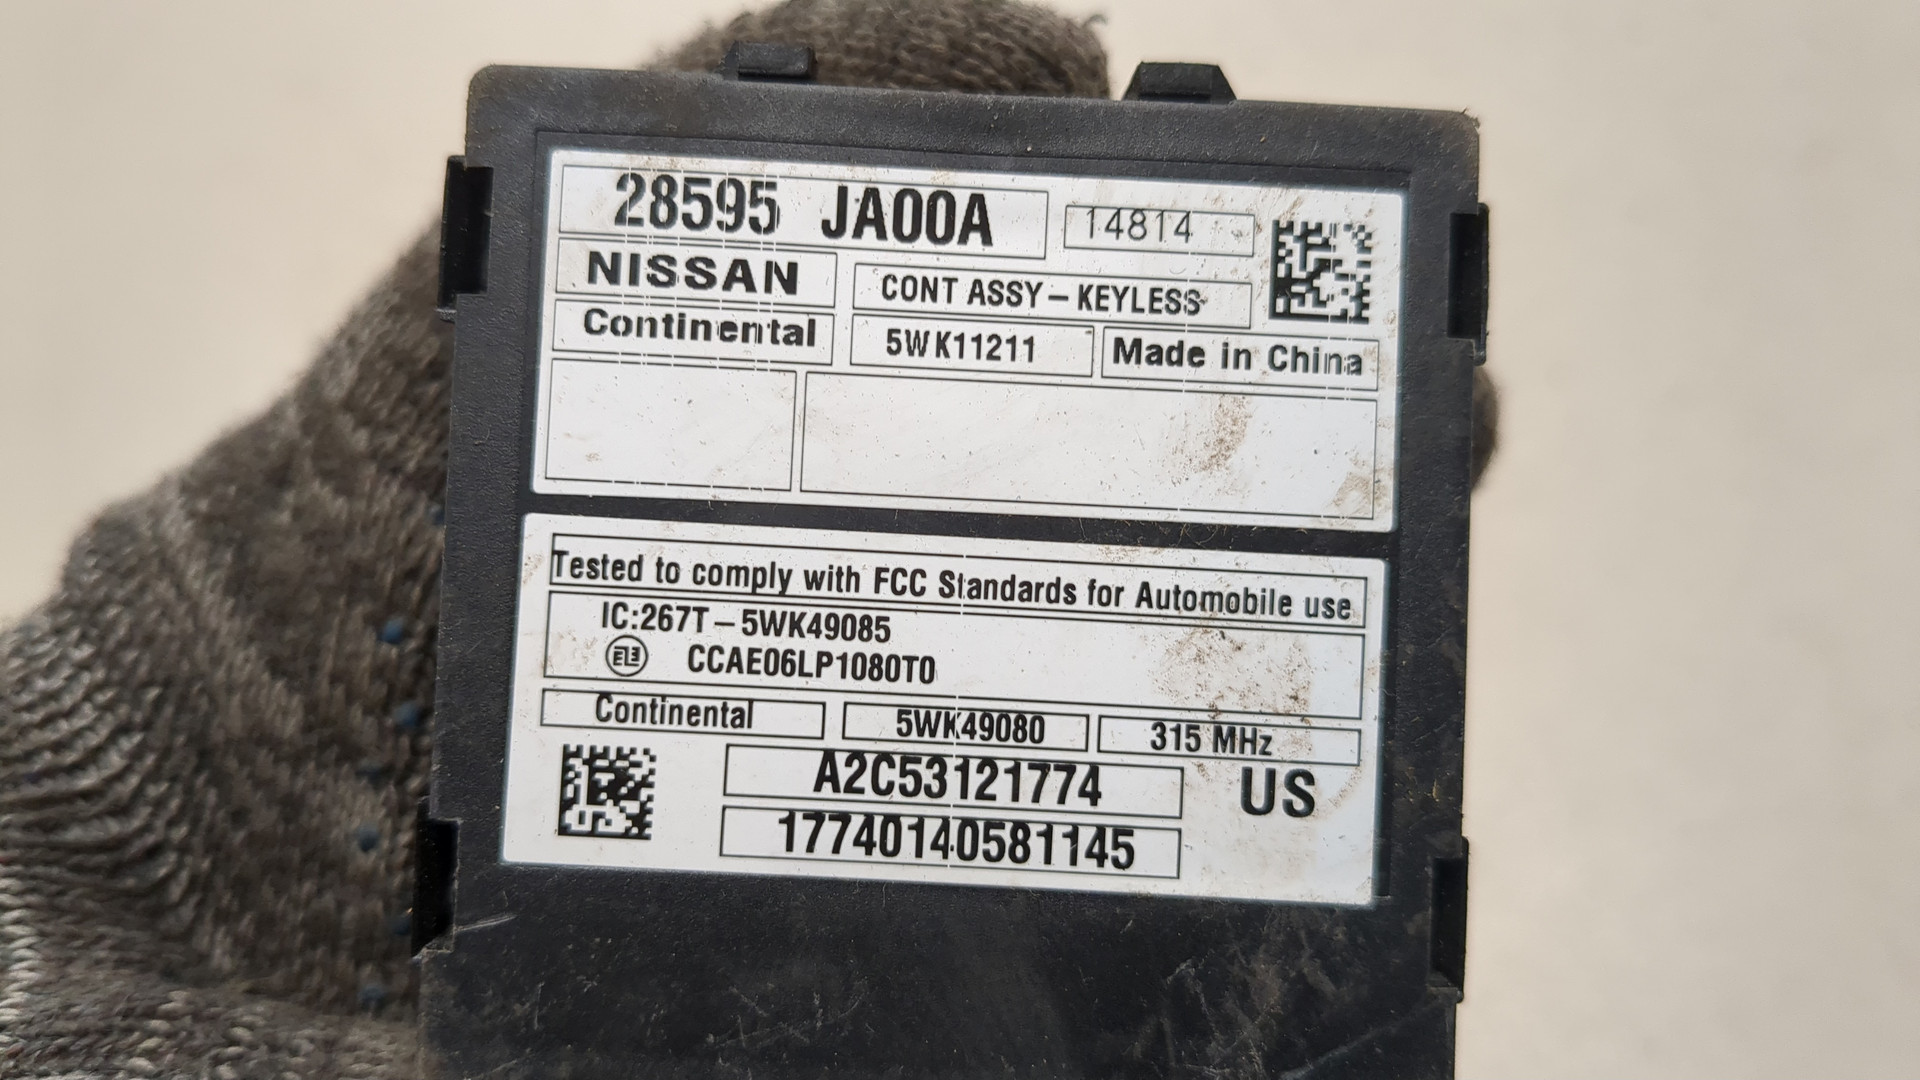 28595 JA00A 14814
NISSAN CONT ASSY – KEYLESS
Continental 5WK11211 Made in China
Tested to comply with FCC Standards for Automobile use
IC:267T – 5WK49085
CCAE06LP1080T0
Continental 5WK49080 315 MHz
A2C53121774 US
17740140581145